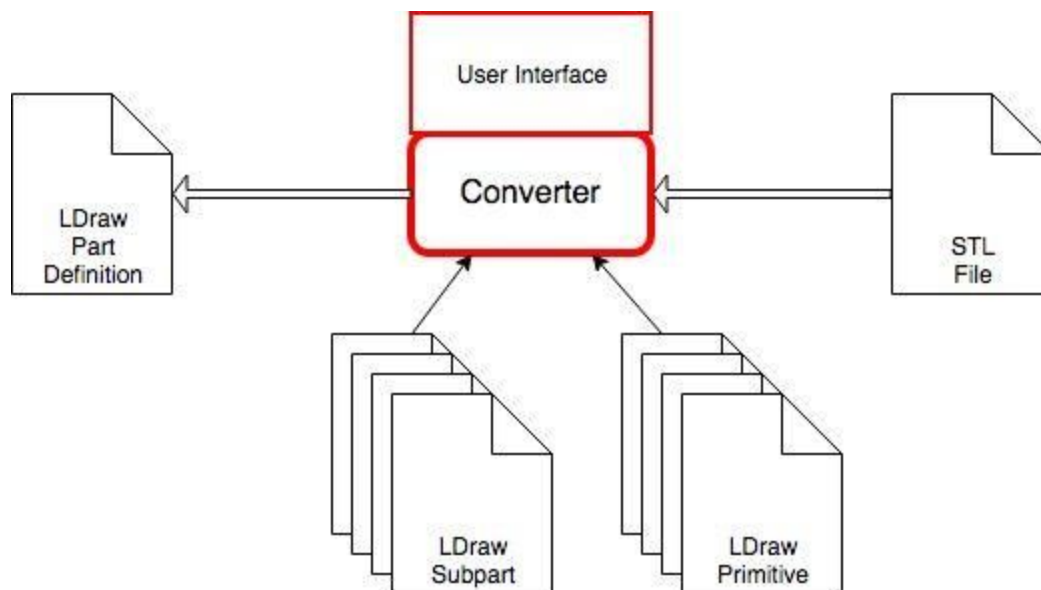 User Interface
Converter
LDraw
Part
Definition
STL
File
LDraw
Subpart
LDraw
Primitive